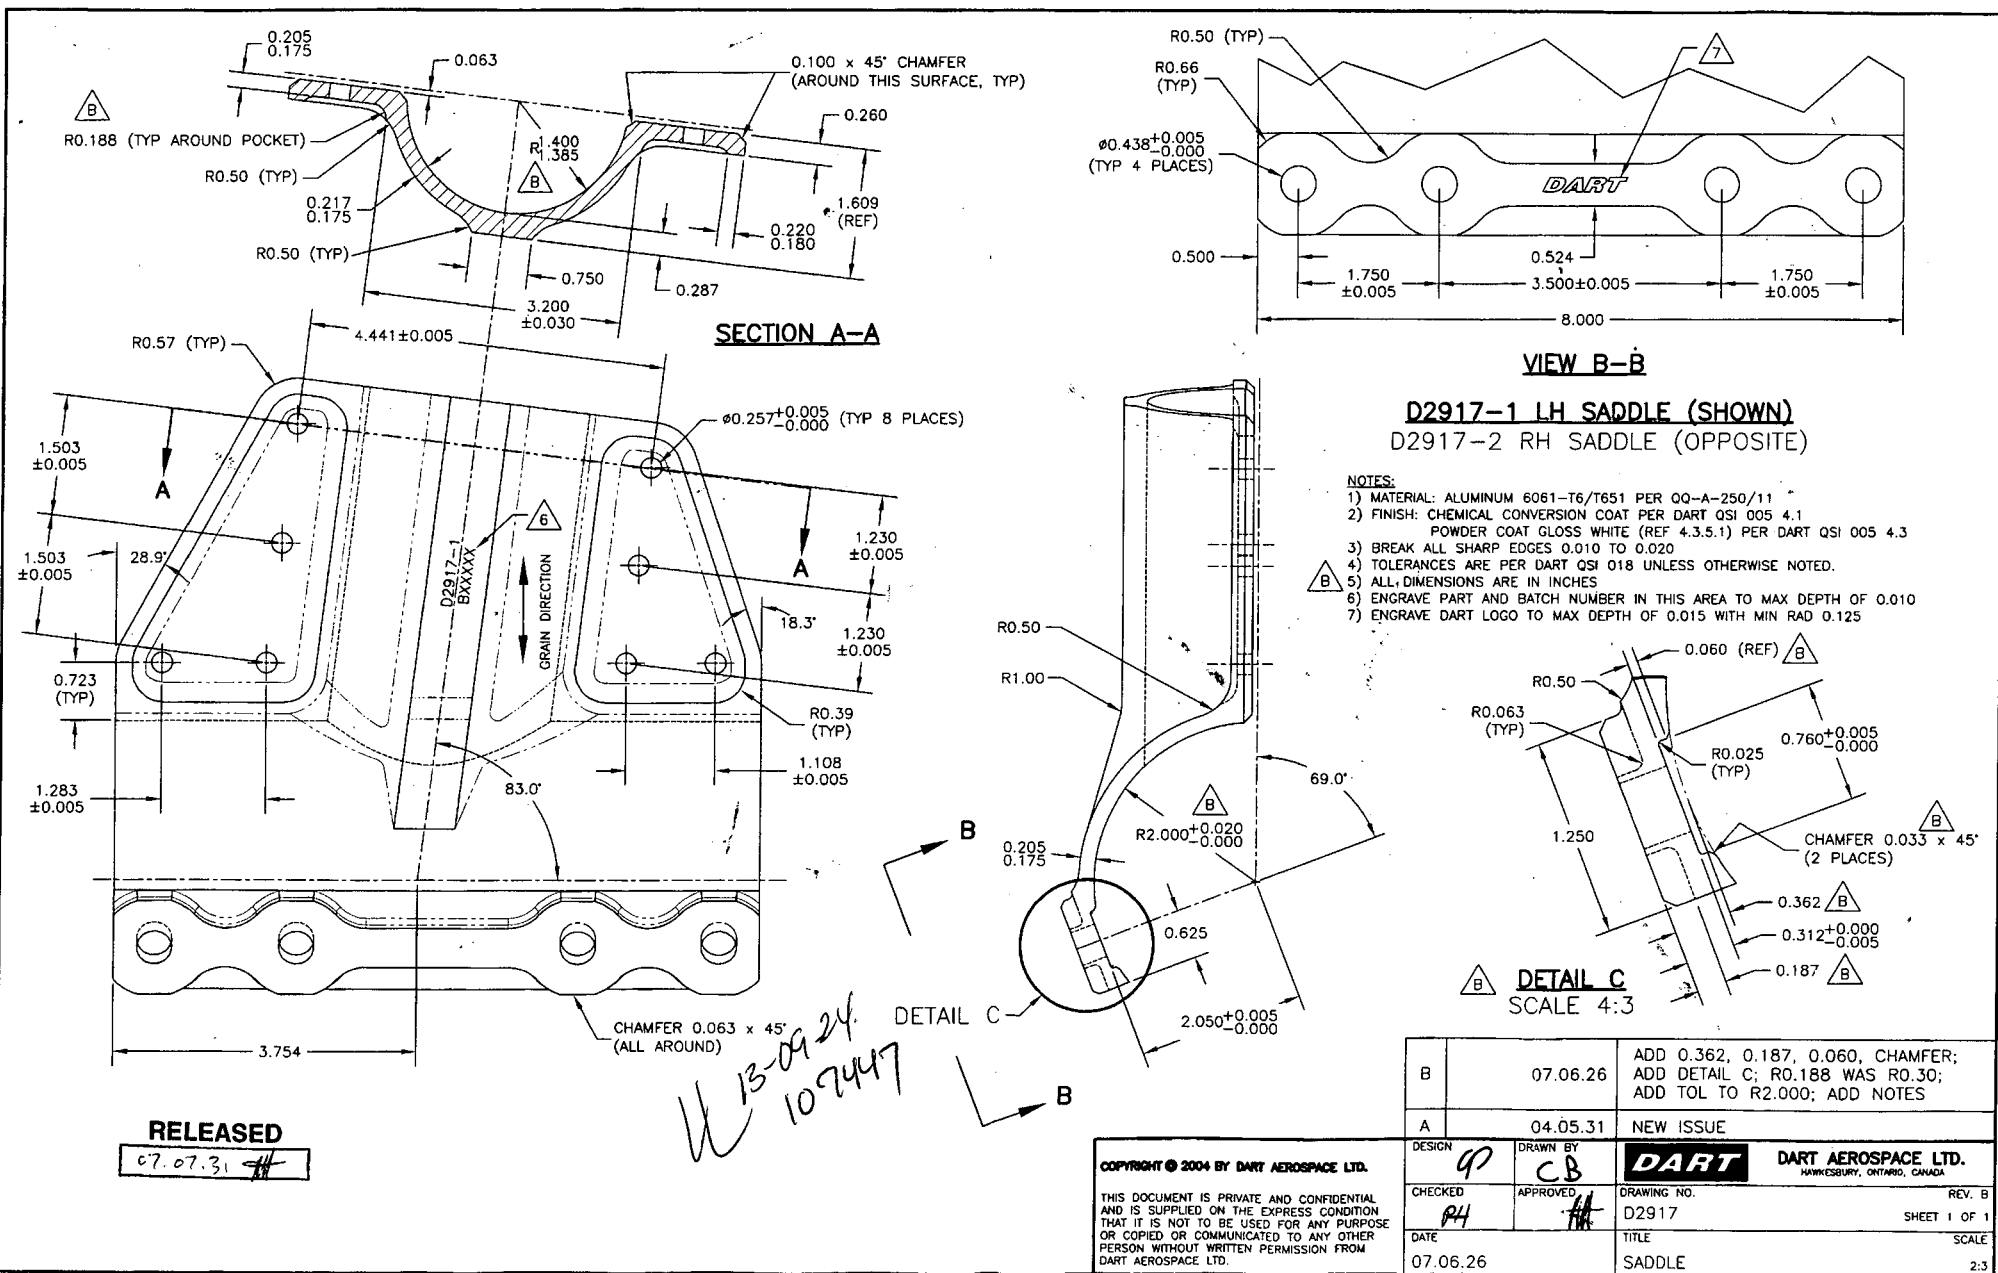 0.205
0.175
0.063
0.100 x 45° CHAMFER
(AROUND THIS SURFACE, TYP)
B
R0.188 (TYP AROUND POCKET)
0.260
R1.400
1.385
B
R0.50 (TYP)
0.217
0.175
1.609
(REF)
0.220
0.180
R0.50 (TYP)
0.750
0.287
3.200
±0.030
SECTION A-A
R0.50 (TYP)
7
R0.66
(TYP)
ø0.438+0.005
-0.000
(TYP 4 PLACES)
DART
0.500
0.524
1.750
±0.005
3.500±0.005
1.750
±0.005
8.000
VIEW B-B
D2917-1 LH SADDLE (SHOWN)
D2917-2 RH SADDLE (OPPOSITE)
NOTES:
1) MATERIAL: ALUMINUM 6061-T6/T651 PER QQ-A-250/11
2) FINISH: CHEMICAL CONVERSION COAT PER DART QSI 005 4.1
POWDER COAT GLOSS WHITE (REF 4.3.5.1) PER DART QSI 005 4.3
3) BREAK ALL SHARP EDGES 0.010 TO 0.020
4) TOLERANCES ARE PER DART QSI 018 UNLESS OTHERWISE NOTED.
B
5) ALL DIMENSIONS ARE IN INCHES
6) ENGRAVE PART AND BATCH NUMBER IN THIS AREA TO MAX DEPTH OF 0.010
7) ENGRAVE DART LOGO TO MAX DEPTH OF 0.015 WITH MIN RAD 0.125
R0.57 (TYP)
4.441±0.005
ø0.257+0.005
-0.000 (TYP 8 PLACES)
1.503
±0.005
A
1.503
±0.005
28.9°
D2917-1
BXXXXX
6
GRAIN DIRECTION
A
1.230
±0.005
18.3°
1.230
±0.005
0.723
(TYP)
R0.39
(TYP)
1.283
±0.005
1.108
±0.005
83.0°
3.754
CHAMFER 0.063 x 45°
(ALL AROUND)
R0.50
R1.00
69.0°
B
R2.000+0.020
-0.000
0.205
0.175
B
0.625
DETAIL C
2.050+0.005
-0.000
B
0.060 (REF) B
R0.50
R0.063
(TYP)
0.760+0.005
-0.000
R0.025
(TYP)
1.250
B
CHAMFER 0.033 x 45°
(2 PLACES)
0.362 B
0.312+0.000
-0.005
0.187 B
B DETAIL C
SCALE 4:3
13-09-24
107447
RELEASED
07.07.31
B 07.06.26 ADD 0.362, 0.187, 0.060, CHAMFER;
ADD DETAIL C; R0.188 WAS R0.30;
ADD TOL TO R2.000; ADD NOTES
A 04.05.31 NEW ISSUE
COPYRIGHT © 2004 BY DART AEROSPACE LTD.
THIS DOCUMENT IS PRIVATE AND CONFIDENTIAL
AND IS SUPPLIED ON THE EXPRESS CONDITION
THAT IT IS NOT TO BE USED FOR ANY PURPOSE
OR COPIED OR COMMUNICATED TO ANY OTHER
PERSON WITHOUT WRITTEN PERMISSION FROM
DART AEROSPACE LTD.
DESIGN
DRAWN BY
CB
DART
DART AEROSPACE LTD.
HAWKESBURY, ONTARIO, CANADA
CHECKED
APPROVED
DRAWING NO.
D2917
REV. B
SHEET 1 OF 1
DATE
07.06.26
TITLE
SADDLE
SCALE
2:3